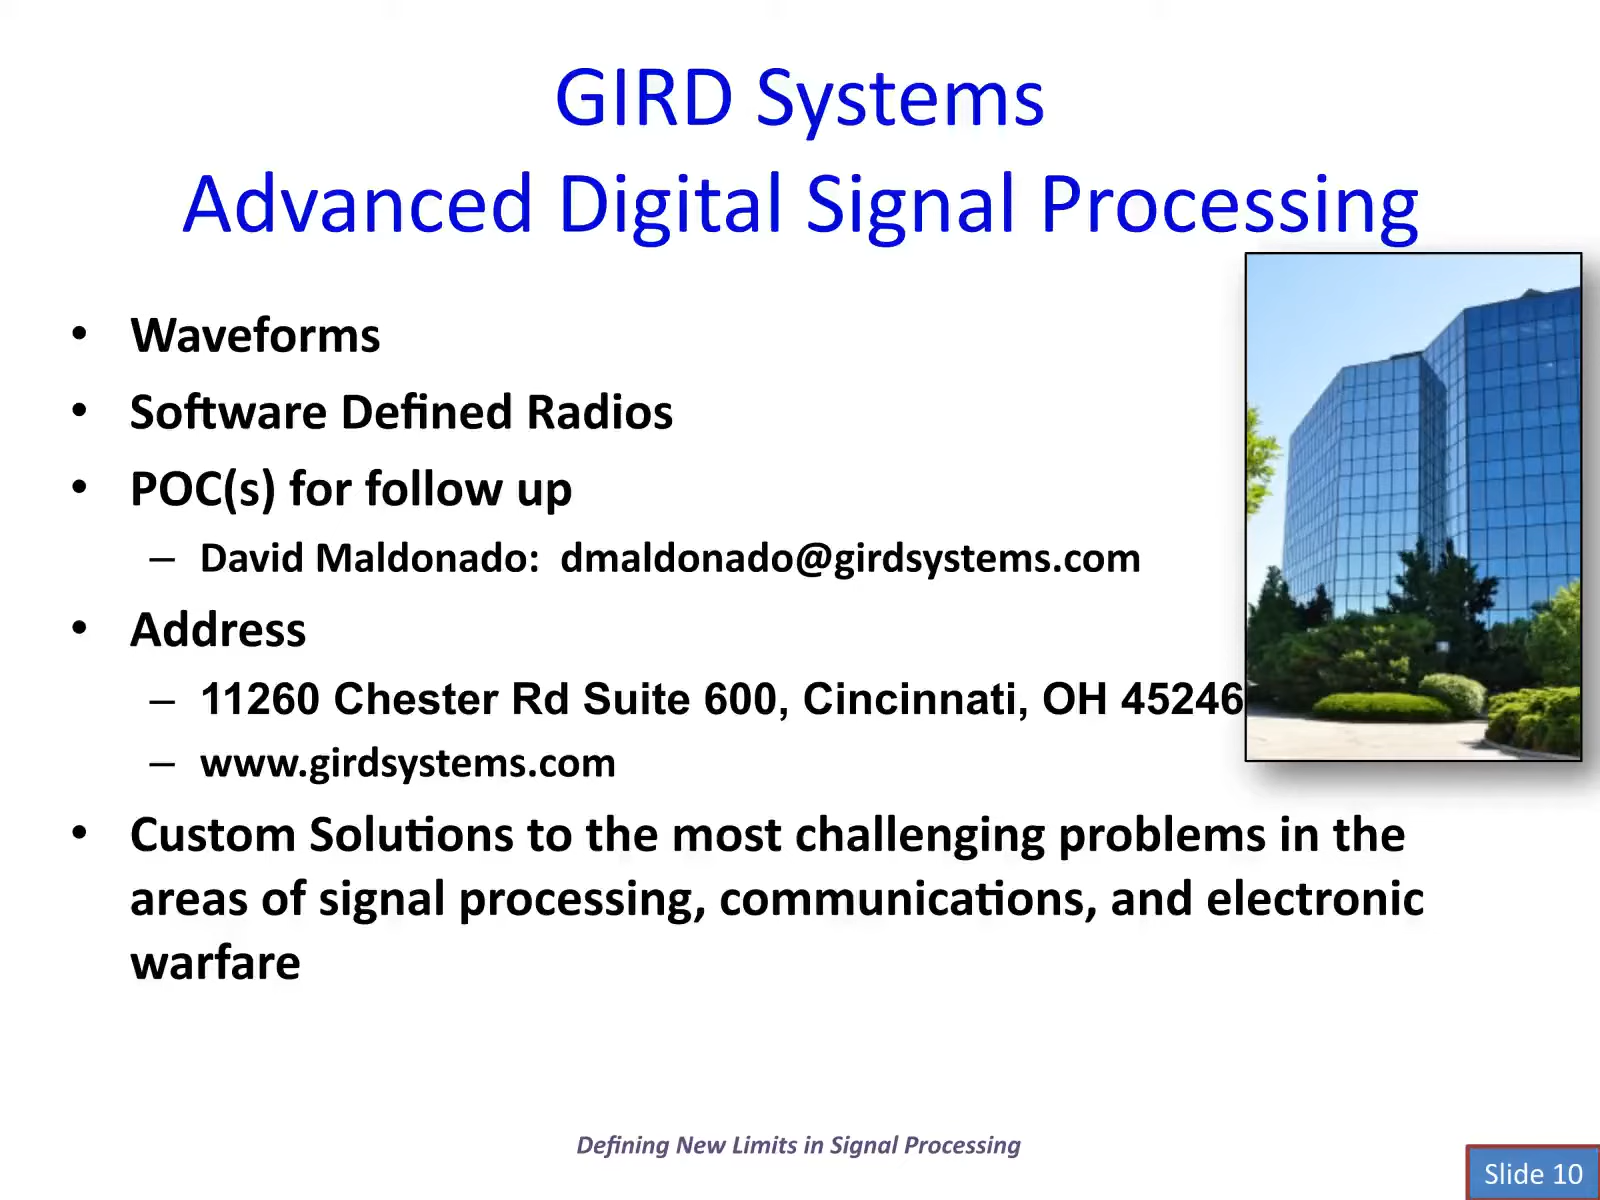 GIRD Systems
Advanced Digital Signal Processing
• Waveforms
• Software Defined Radios
• POC(s) for follow up
– David Maldonado: dmaldonado@girdsystems.com
• Address
– 11260 Chester Rd Suite 600, Cincinnati, OH 45246
– www.girdsystems.com
• Custom Solutions to the most challenging problems in the
areas of signal processing, communications, and electronic
warfare
Defining New Limits in Signal Processing
Slide 10